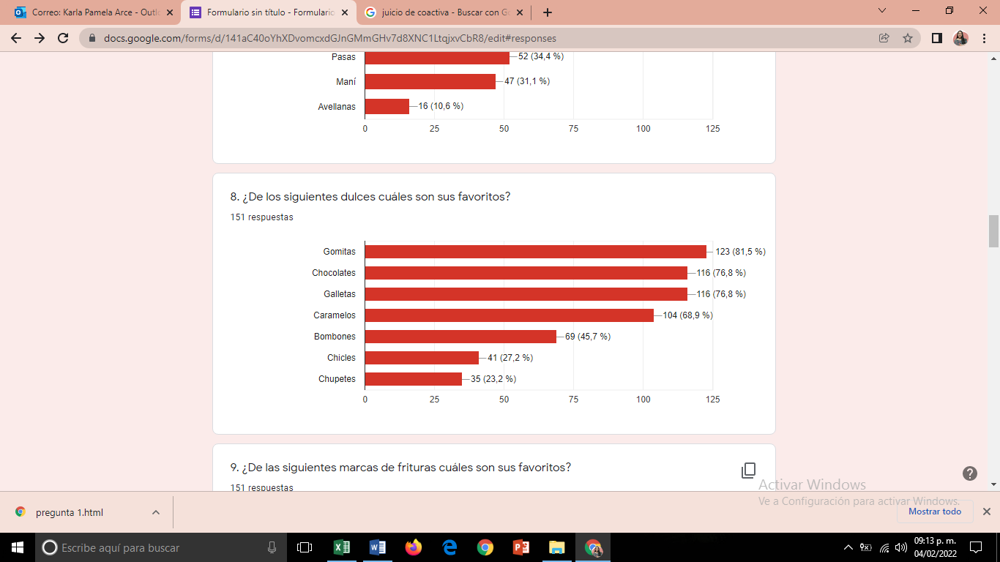 Correo: Karla Pamela Arce - Outl
Formulario sin título - Formulario
juicio de coactiva - Buscar con G
docs.google.com/forms/d/141aC40oYhXDvomcxdGJnGMmGHv7d8XNC1LtqjxvCbR8/edit#responses
Pasas 52 (34,4 %)
Maní 47 (31,1 %)
Avellanas 16 (10,6 %)
0 25 50 75 100 125
8. ¿De los siguientes dulces cuáles son sus favoritos?
151 respuestas
Gomitas 123 (81,5 %)
Chocolates 116 (76,8 %)
Galletas 116 (76,8 %)
Caramelos 104 (68,9 %)
Bombones 69 (45,7 %)
Chicles 41 (27,2 %)
Chupetes 35 (23,2 %)
0 25 50 75 100 125
9. ¿De las siguientes marcas de frituras cuáles son sus favoritos?
151 respuestas
Activar Windows
Ve a Configuración para activar Windows.
pregunta 1.html
Mostrar todo
Escribe aquí para buscar
09:13 p. m.
04/02/2022